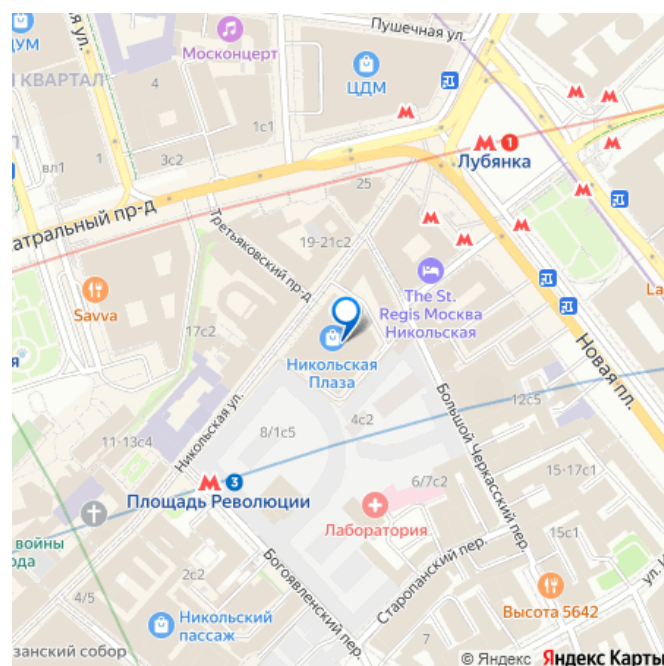 Пушечная ул.
Москонцерт
ЦУМ
ЦДМ
КВАРТАЛ
4
1с1
1
вл1
3с2
1
Лубянка
25
Третьяковский пр-д
19-21с2
The St.
Regis Москва
Никольская
Savva
17с2
Никольская
Плаза
Новая пл.
Никольская ул.
Большой Черкасский пер.
4с2
12с5
8/1с5
11-13с4
3
Площадь Революции
6/7с2
15-17с1
Лаборатория
15с1
Старопанский пер.
войны
2с2
Богоявленский пер.
4/5
Высота 5642
Никольский
пассаж
7
занский собор
© Яндекс Яндекс Карты